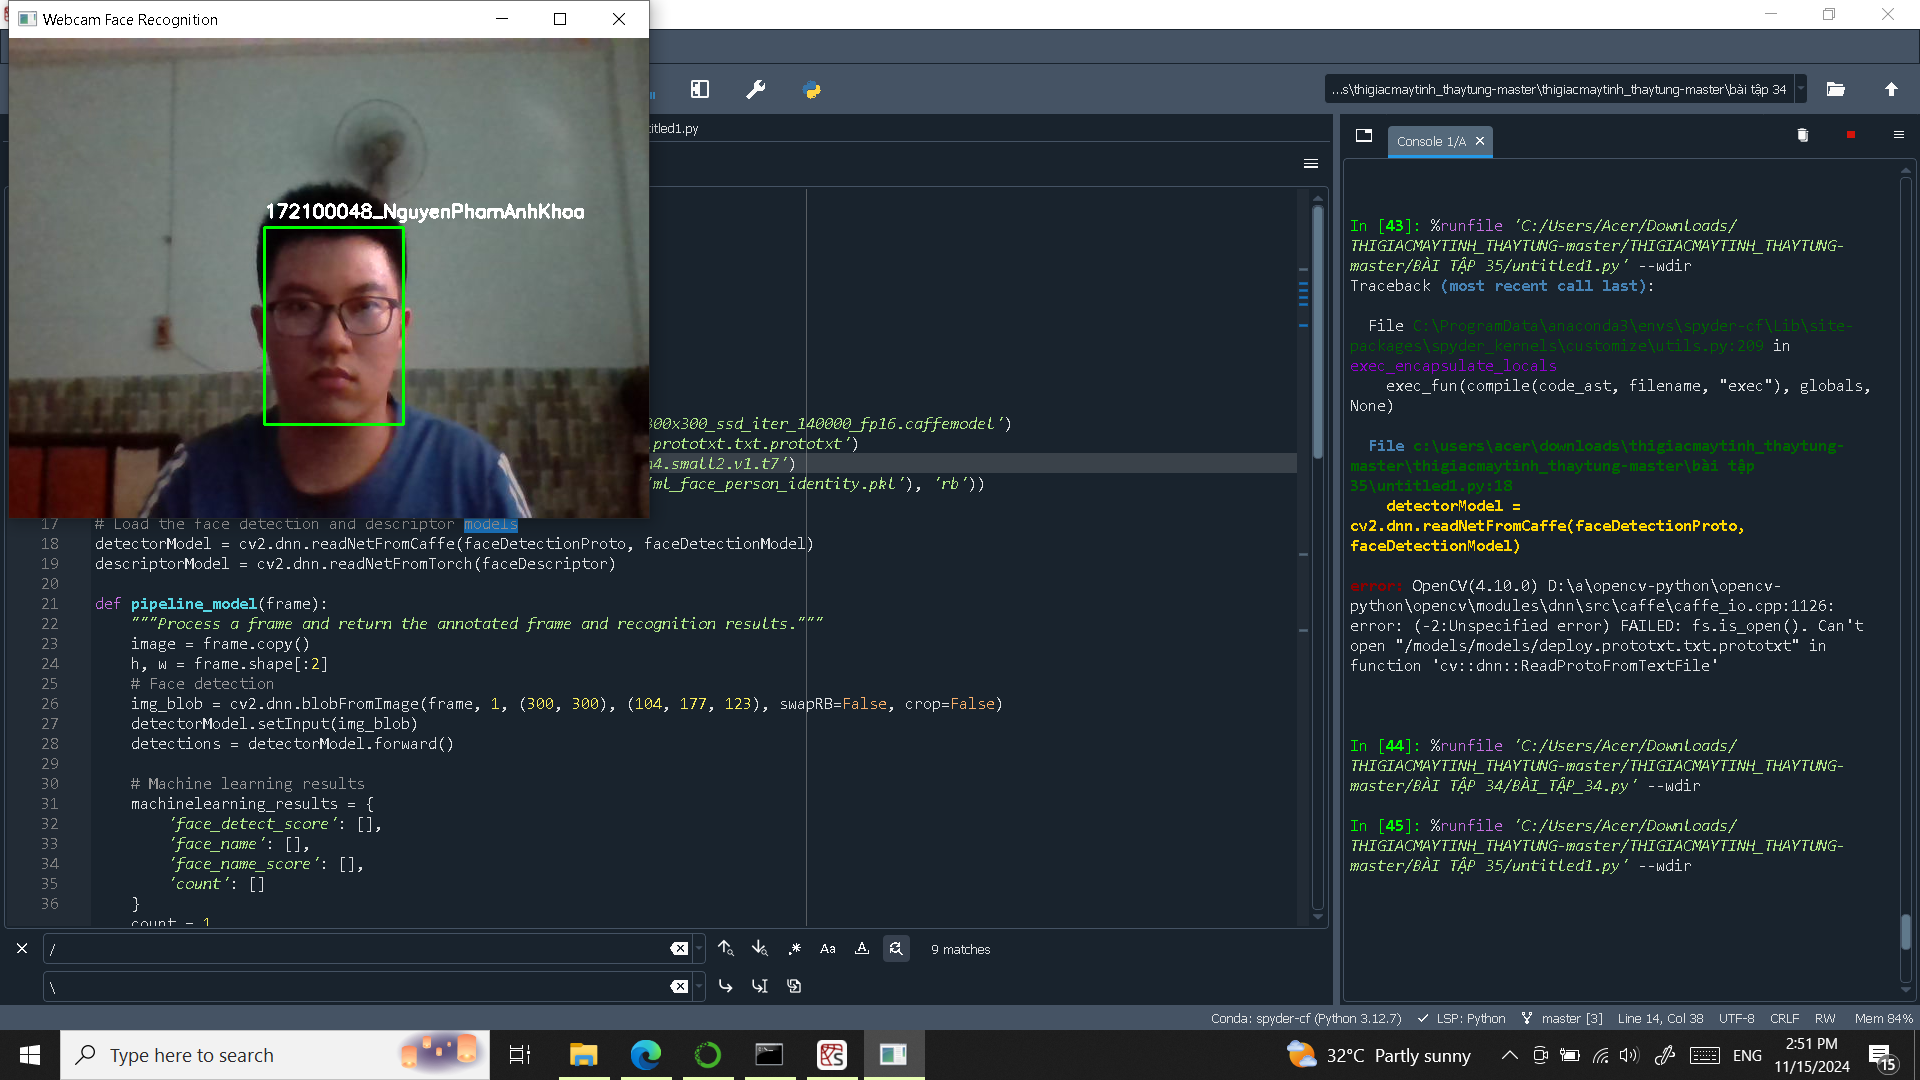 Webcam Face Recognition
172100048_NguyenPhamAnhKhoa
...s\thigiacmaytinh_thaytung-master\thigiacmaytinh_thaytung-master\bài tập 34
titled1.py
300x300_ssd_iter_140000_fp16.caffemodel')
.prototxt.txt.prototxt')
n4.small2.v1.t7')
'ml_face_person_identity.pkl'), 'rb'))
17 # Load the face detection and descriptor models
18 detectorModel = cv2.dnn.readNetFromCaffe(faceDetectionProto, faceDetectionModel)
19 descriptorModel = cv2.dnn.readNetFromTorch(faceDescriptor)
20
21 def pipeline_model(frame):
22 """Process a frame and return the annotated frame and recognition results."""
23 image = frame.copy()
24 h, w = frame.shape[:2]
25 # Face detection
26 img_blob = cv2.dnn.blobFromImage(frame, 1, (300, 300), (104, 177, 123), swapRB=False, crop=False)
27 detectorModel.setInput(img_blob)
28 detections = detectorModel.forward()
29
30 # Machine learning results
31 machinelearning_results = {
32 'face_detect_score': [],
33 'face_name': [],
34 'face_name_score': [],
35 'count': []
36 }
count = 1
/
Aa
9 matches
\
Console 1/A
In [43]: %runfile 'C:/Users/Acer/Downloads/
THIGIACMAYTINH_THAYTUNG-master/THIGIACMAYTINH_THAYTUNG-
master/BÀI TẬP 35/untitled1.py' --wdir
Traceback (most recent call last):
File C:\ProgramData\anaconda3\envs\spyder-cf\Lib\site-
packages\spyder_kernels\customize\utils.py:209 in
exec_encapsulate_locals
exec_fun(compile(code_ast, filename, "exec"), globals,
None)
File c:\users\acer\downloads\thigiacmaytinh_thaytung-
master\thigiacmaytinh_thaytung-master\bài tập
35\untitled1.py:18
detectorModel =
cv2.dnn.readNetFromCaffe(faceDetectionProto,
faceDetectionModel)
error: OpenCV(4.10.0) D:\a\opencv-python\opencv-
python\opencv\modules\dnn\src\caffe\caffe_io.cpp:1126:
error: (-2:Unspecified error) FAILED: fs.is_open(). Can't
open "/models/models/deploy.prototxt.txt.prototxt" in
function 'cv::dnn::ReadProtoFromTextFile'
In [44]: %runfile 'C:/Users/Acer/Downloads/
THIGIACMAYTINH_THAYTUNG-master/THIGIACMAYTINH_THAYTUNG-
master/BÀI TẬP 34/BÀI_TẬP_34.py' --wdir
In [45]: %runfile 'C:/Users/Acer/Downloads/
THIGIACMAYTINH_THAYTUNG-master/THIGIACMAYTINH_THAYTUNG-
master/BÀI TẬP 35/untitled1.py' --wdir
Conda: spyder-cf (Python 3.12.7) LSP: Python master [3] Line 14, Col 38 UTF-8 CRLF RW Mem 84%
Type here to search
32°C Partly sunny
ENG
2:51 PM
11/15/2024
15